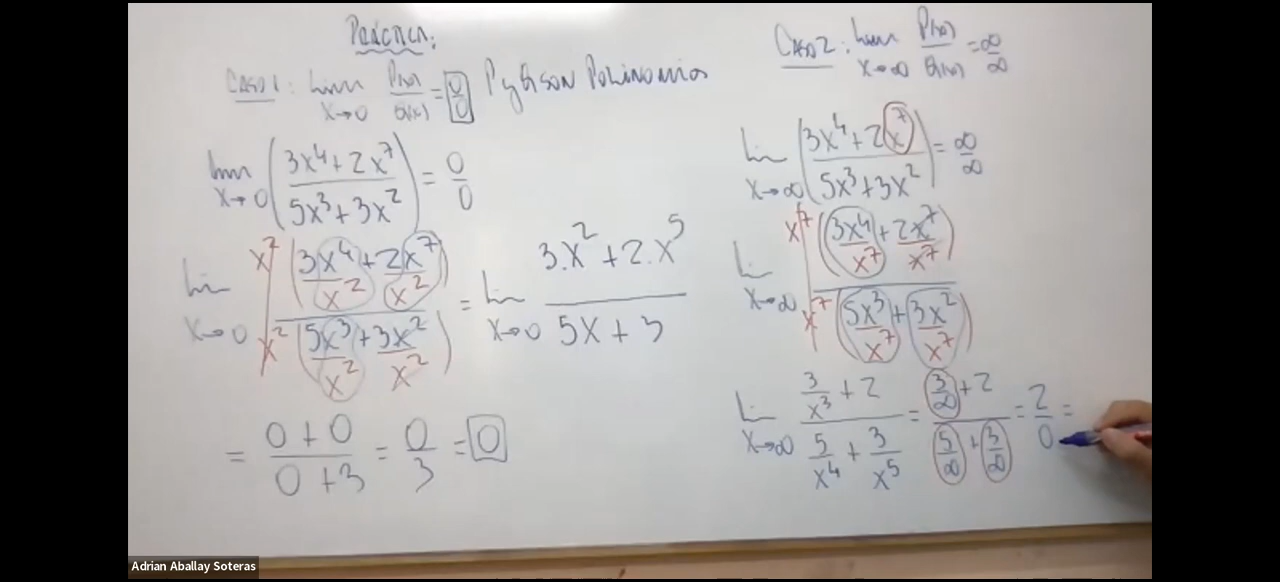 Práctica:
Caso 1: lim x→0 P(x)/Q(x) = 0/0 P y Q son Polinomios
lim x→0 (3x⁴ + 2x⁷ / 5x³ + 3x²) = 0/0
lim x→0 x²(3x⁴/x² + 2x⁷/x²) / x²(5x³/x² + 3x²/x²) = lim x→0 3.x² + 2.x⁵ / 5x + 3
= 0 + 0 / 0 + 3 = 0/3 = 0
Caso 2: lim x→∞ P(x)/Q(x) = ∞/∞
lim x→∞ (3x⁴ + 2x⁷ / 5x³ + 3x²) = ∞/∞
lim x→∞ x⁷(3x⁴/x⁷ + 2x⁷/x⁷) / x⁷(5x³/x⁷ + 3x²/x⁷)
lim x→∞ (3/x³ + 2) / (5/x⁴ + 3/x⁵) = (3/∞ + 2) / (5/∞ + 3/∞) = 2/0 =
Adrian Aballay Soteras